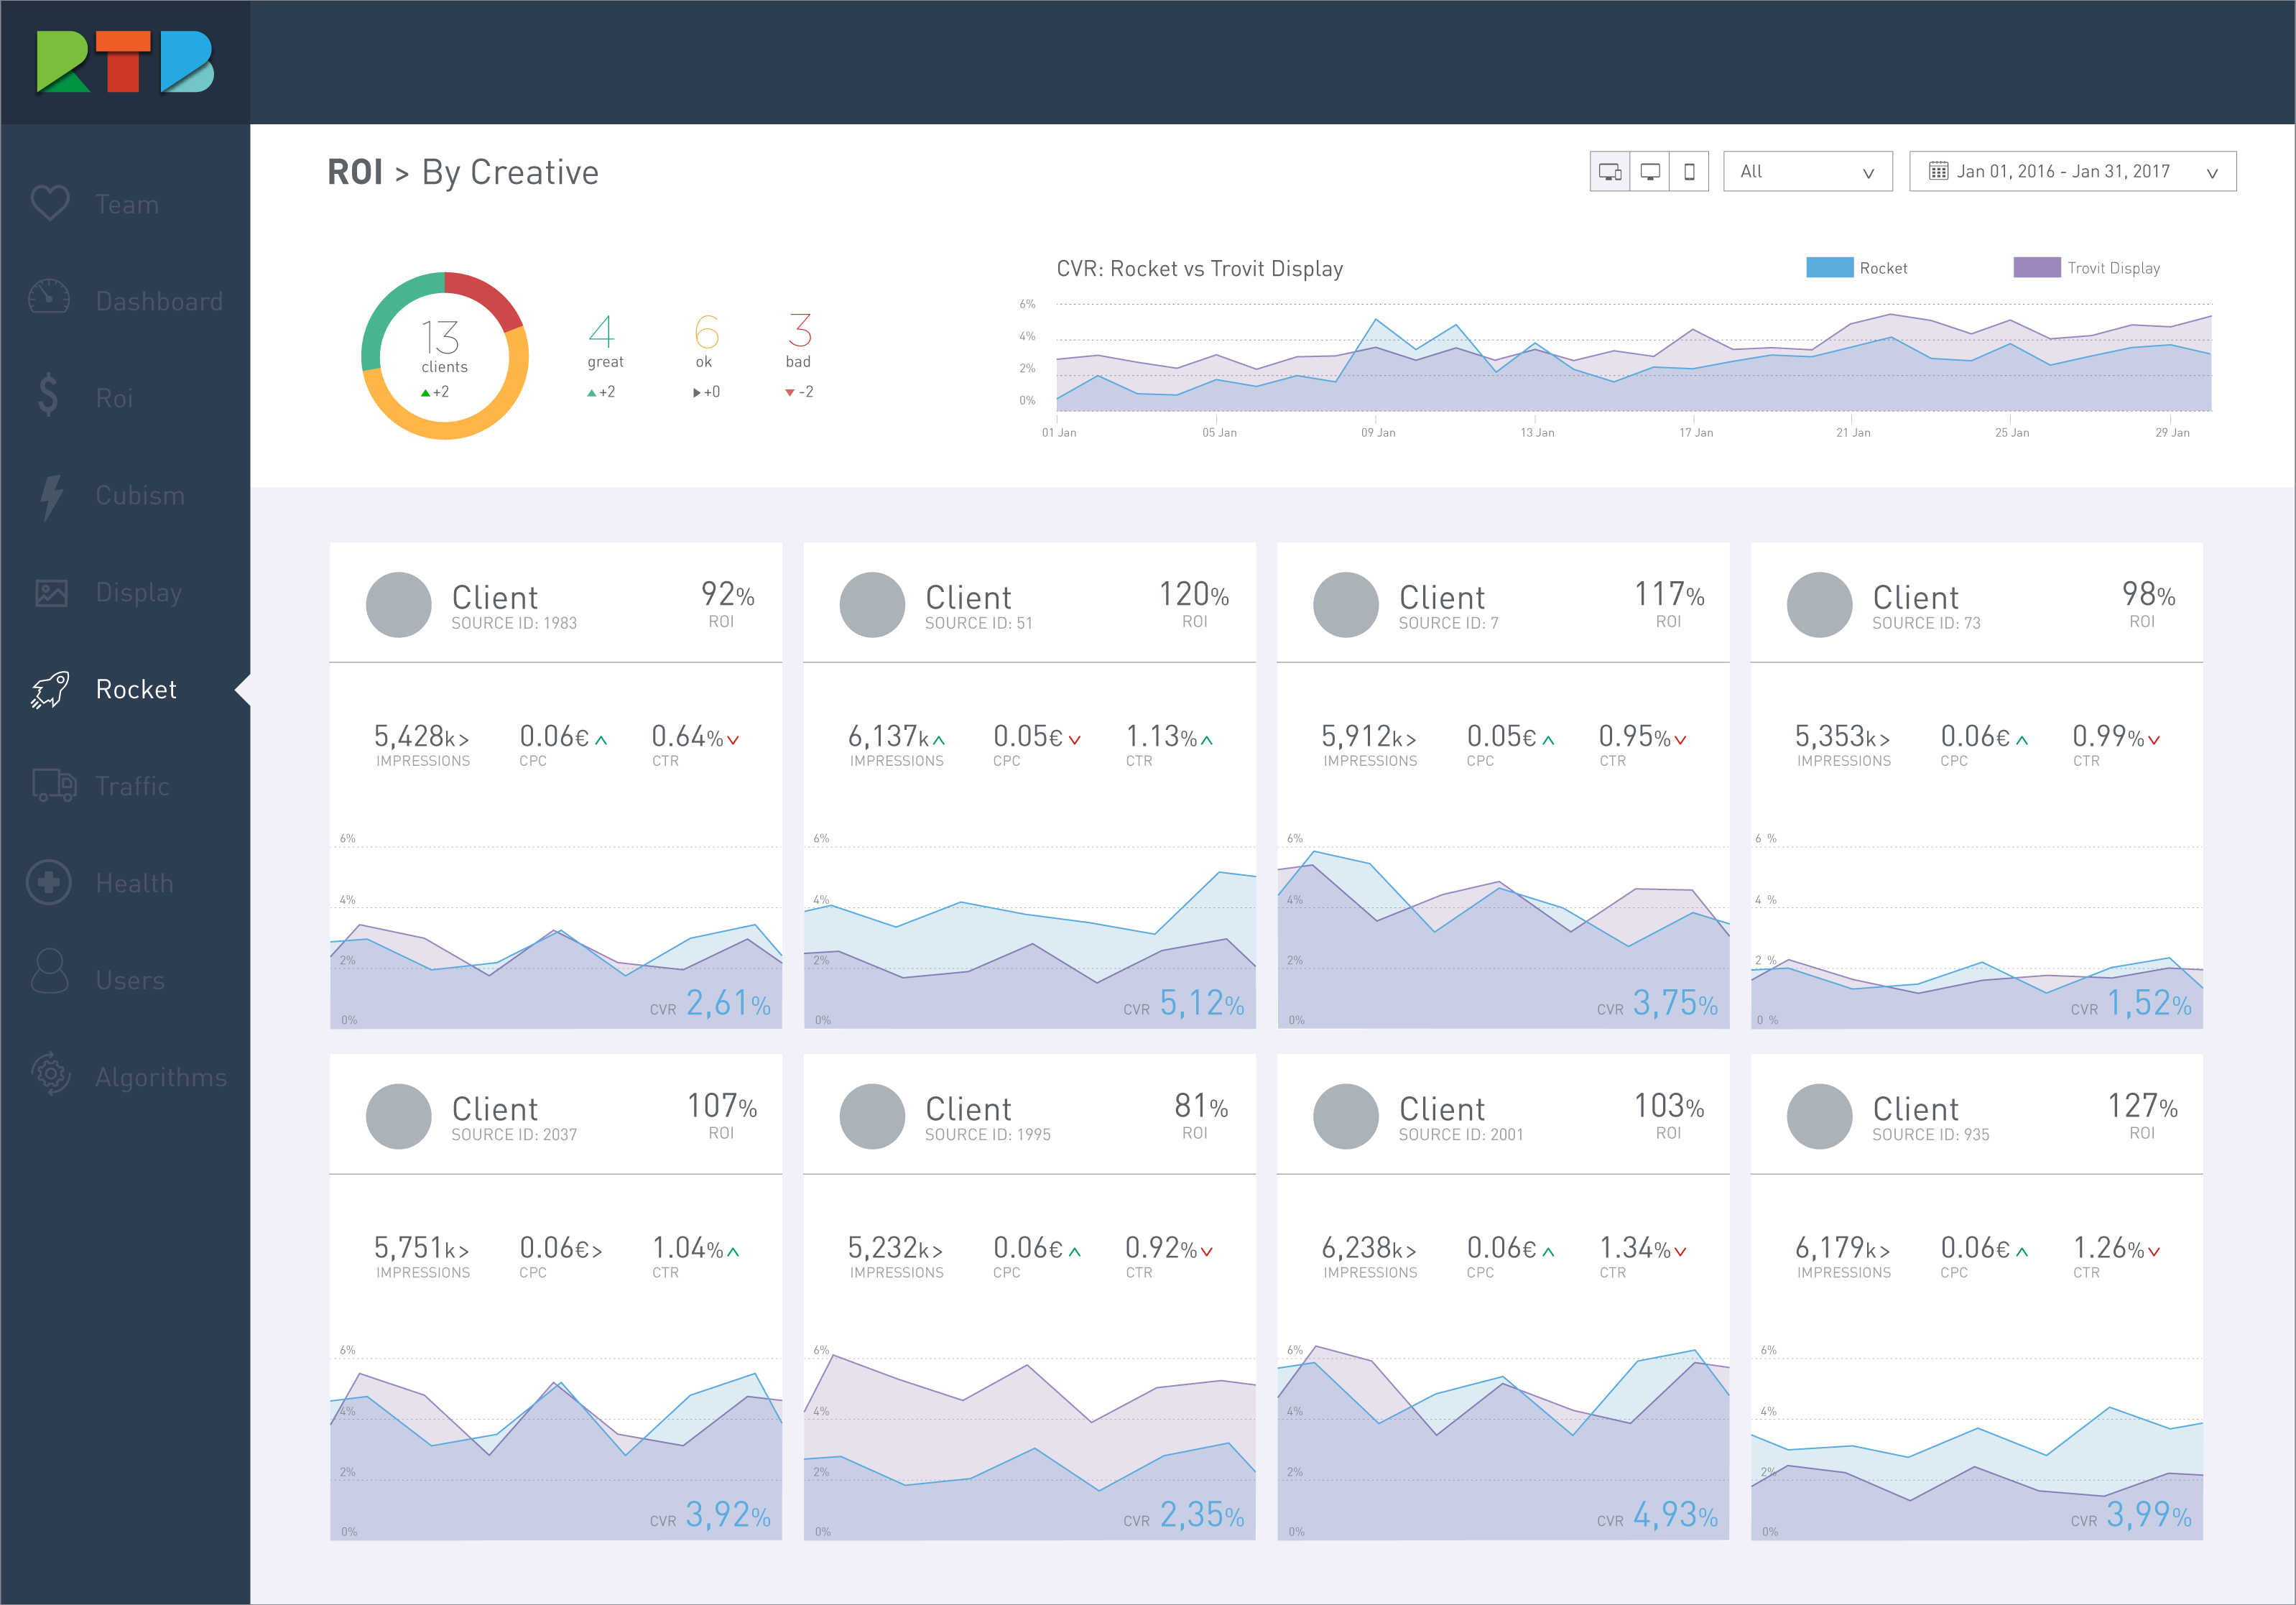 RTB
Team
Dashboard
Roi
Cubism
Display
Rocket
Traffic
Health
Users
Algorithms
ROI > By Creative
All
Jan 01, 2016 - Jan 31, 2017
13
clients
+2
4
great
+2
6
ok
+0
3
bad
-2
CVR: Rocket vs Trovit Display
Rocket
Trovit Display
6%
4%
2%
0%
01 Jan 05 Jan 09 Jan 13 Jan 17 Jan 21 Jan 25 Jan 29 Jan
Client
SOURCE ID: 1983
92%
ROI
5,428k> 0.06€ 0.64%
IMPRESSIONS CPC CTR
6%
4%
2%
0%
CVR 2,61%
Client
SOURCE ID: 51
120%
ROI
6,137k 0.05€ 1.13%
IMPRESSIONS CPC CTR
6%
4%
2%
0%
CVR 5,12%
Client
SOURCE ID: 7
117%
ROI
5,912k> 0.05€ 0.95%
IMPRESSIONS CPC CTR
6%
4%
2%
0%
CVR 3,75%
Client
SOURCE ID: 73
98%
ROI
5,353k> 0.06€ 0.99%
IMPRESSIONS CPC CTR
6 %
4 %
2 %
0 %
CVR 1,52%
Client
SOURCE ID: 2037
107%
ROI
5,751k> 0.06€> 1.04%
IMPRESSIONS CPC CTR
6%
4%
2%
0%
CVR 3,92%
Client
SOURCE ID: 1995
81%
ROI
5,232k> 0.06€ 0.92%
IMPRESSIONS CPC CTR
6%
4%
2%
0%
CVR 2,35%
Client
SOURCE ID: 2001
103%
ROI
6,238k> 0.06€ 1.34%
IMPRESSIONS CPC CTR
6%
4%
2%
0%
CVR 4,93%
Client
SOURCE ID: 935
127%
ROI
6,179k> 0.06€ 1.26%
IMPRESSIONS CPC CTR
6%
4%
2%
0%
CVR 3,99%